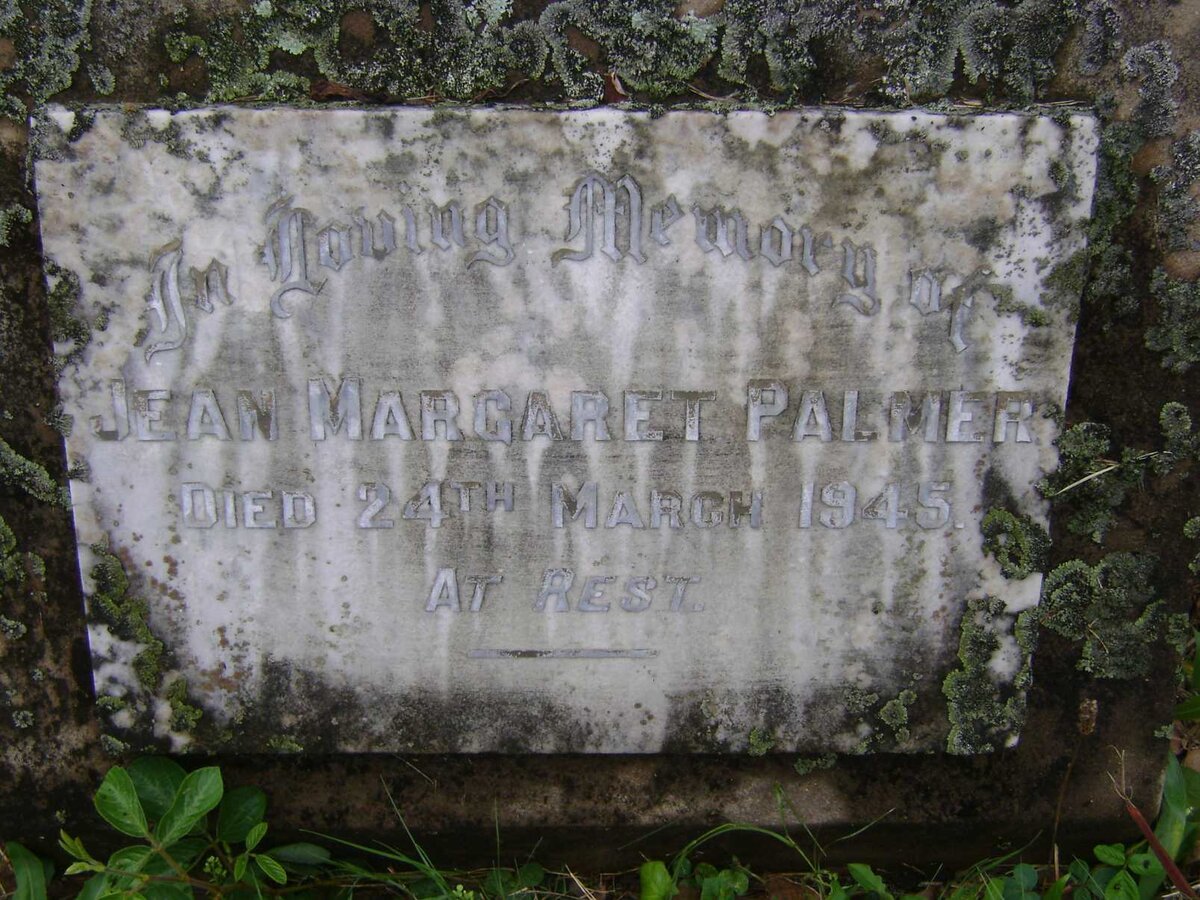 In Loving Memory of
JEAN MARGARET PALMER
DIED 24TH MARCH 1945.
AT REST.